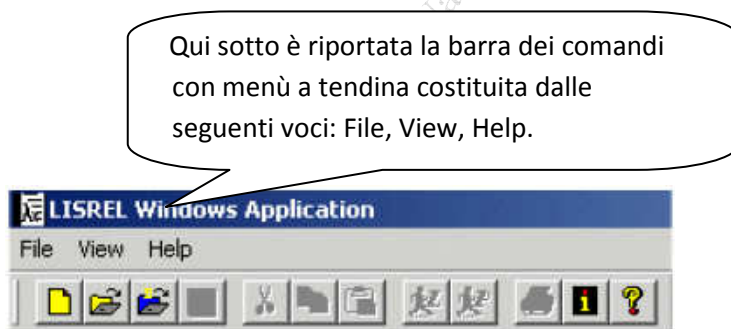 Qui sotto è riportata la barra dei comandi
con menù a tendina costituita dalle
seguenti voci: File, View, Help.
LISREL Windows Application
File View Help